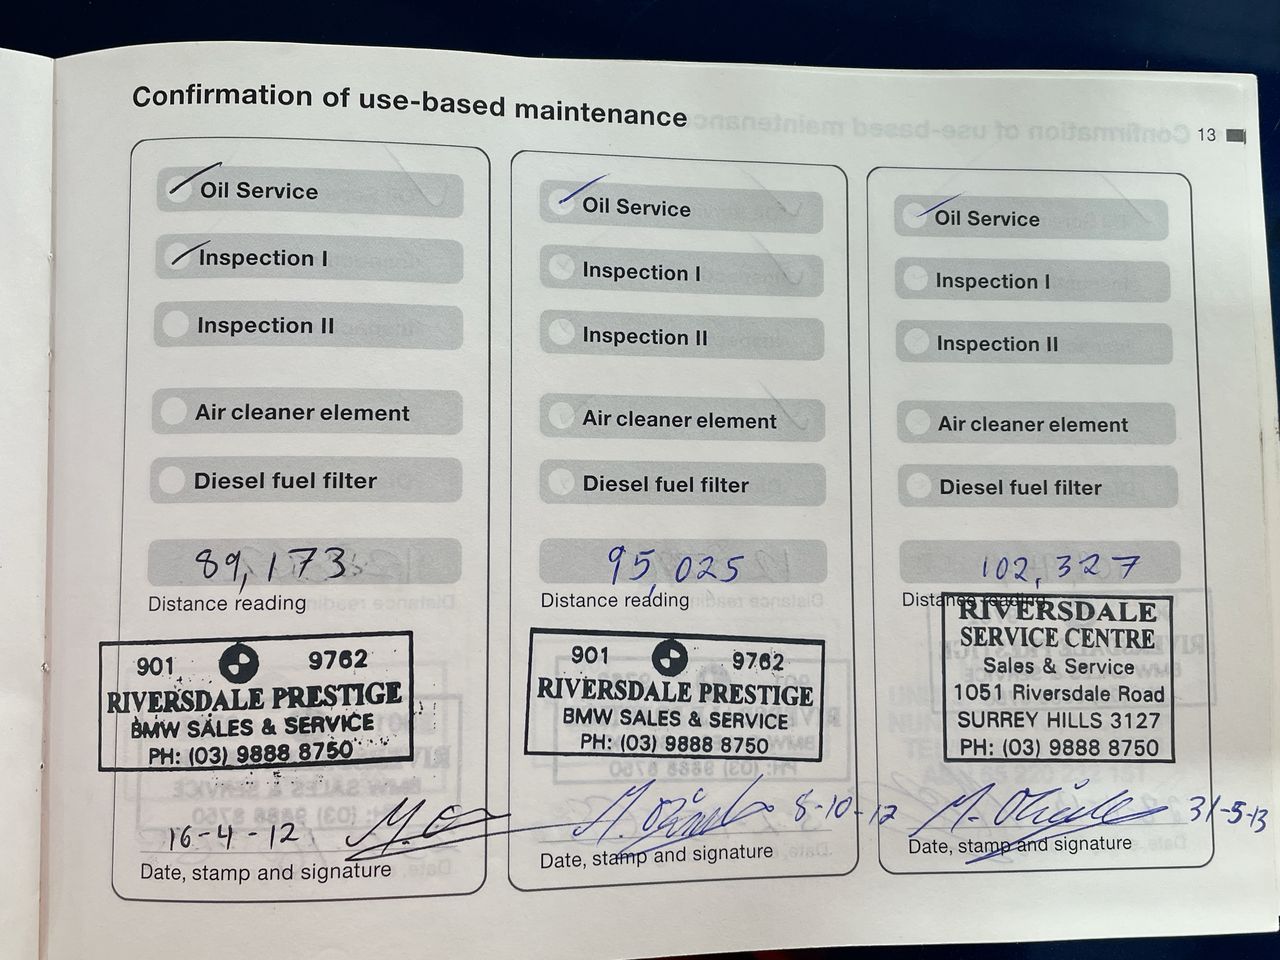 Confirmation of use-based maintenance
13
Oil Service
Inspection I
Inspection II
Air cleaner element
Diesel fuel filter
89,173
Distance reading
901 9762
RIVERSDALE PRESTIGE
BMW SALES & SERVICE
PH: (03) 9888 8750
16-4-12
Date, stamp and signature
Oil Service
Inspection I
Inspection II
Air cleaner element
Diesel fuel filter
95,025
Distance reading
901 9762
RIVERSDALE PRESTIGE
BMW SALES & SERVICE
PH: (03) 9888 8750
8-10-12
Date, stamp and signature
Oil Service
Inspection I
Inspection II
Air cleaner element
Diesel fuel filter
102,327
Distance reading
RIVERSDALE
SERVICE CENTRE
Sales & Service
1051 Riversdale Road
SURREY HILLS 3127
PH: (03) 9888 8750
31-5-13
Date, stamp and signature